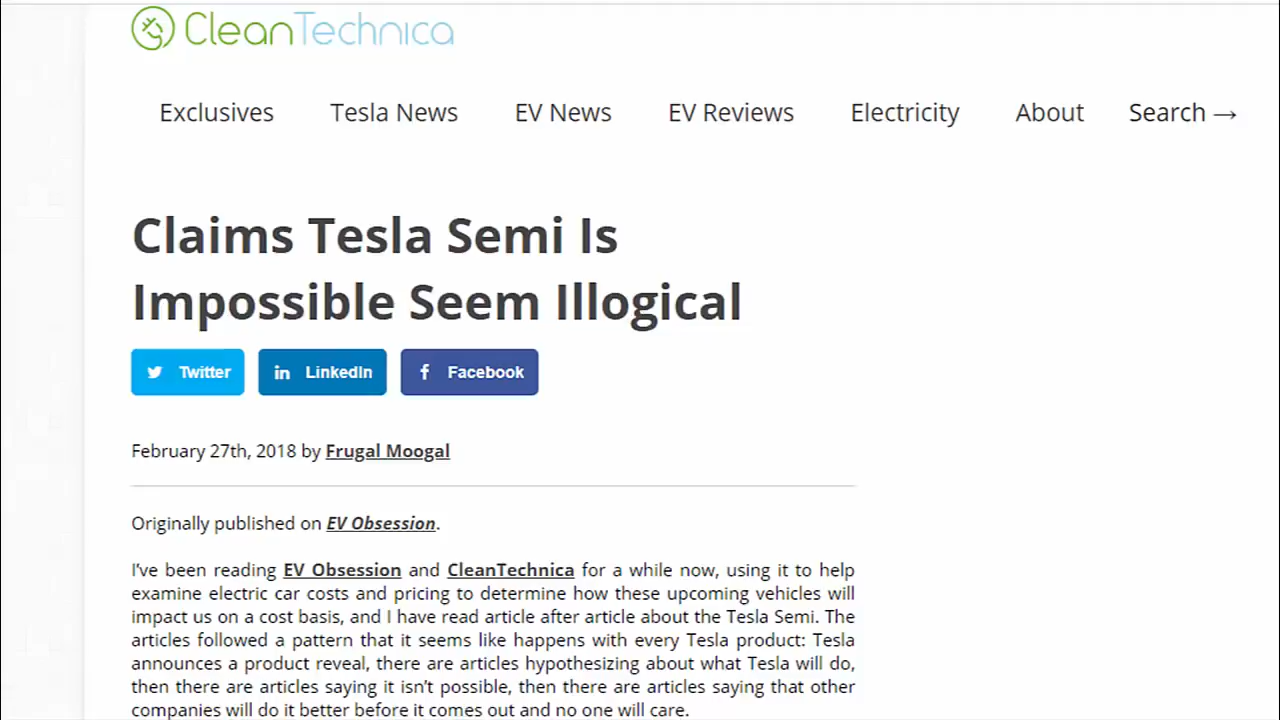 CleanTechnica
Exclusives Tesla News EV News EV Reviews Electricity About Search →
Claims Tesla Semi Is
Impossible Seem Illogical
Twitter LinkedIn Facebook
February 27th, 2018 by Frugal Moogal
Originally published on EV Obsession.
I’ve been reading EV Obsession and CleanTechnica for a while now, using it to help
examine electric car costs and pricing to determine how these upcoming vehicles will
impact us on a cost basis, and I have read article after article about the Tesla Semi. The
articles followed a pattern that it seems like happens with every Tesla product: Tesla
announces a product reveal, there are articles hypothesizing about what Tesla will do,
then there are articles saying it isn’t possible, then there are articles saying that other
companies will do it better before it comes out and no one will care.